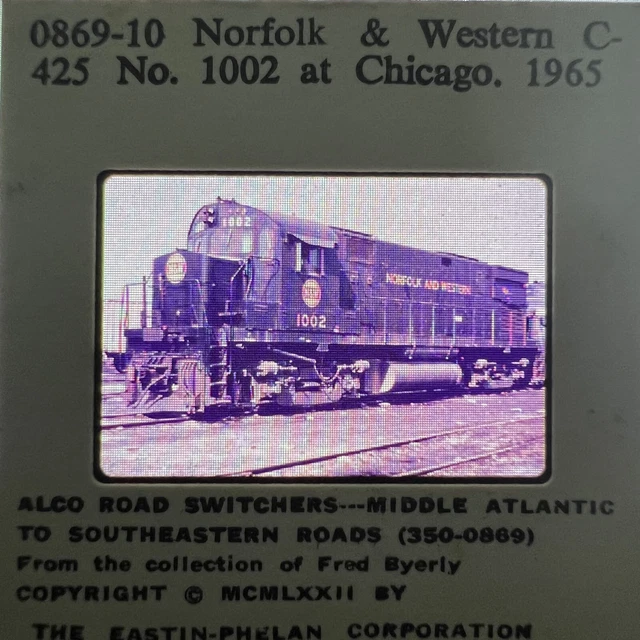 0869-10 Norfolk & Western C-
425 No. 1002 at Chicago. 1965
1002
NORFOLK AND WESTERN
1002
ALCO ROAD SWITCHERS---MIDDLE ATLANTIC
TO SOUTHEASTERN ROADS (350-0869)
From the collection of Fred Byerly
COPYRIGHT © MCMLXXII BY
THE EASTIN-PHELAN CORPORATION